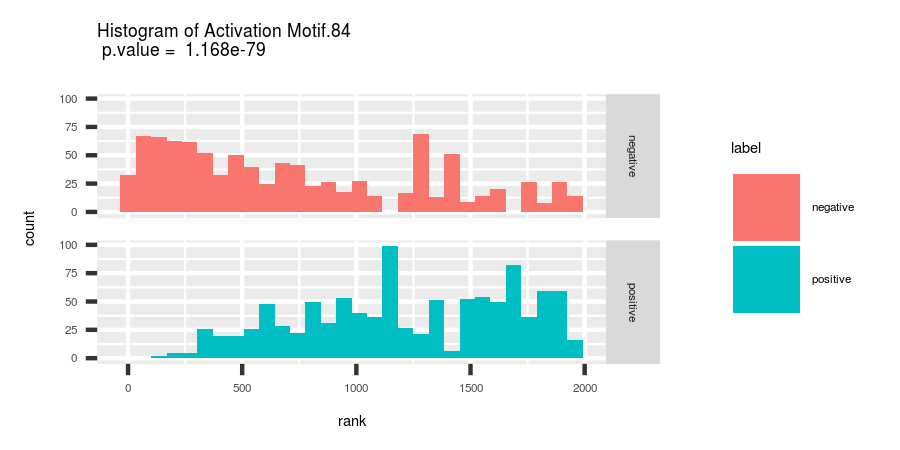 Histogram of Activation Motif.84
p.value = 1.168e-79
100
75
50
25
0
negative
100
75
50
25
0
positive
0 500 1000 1500 2000
rank
count
label
negative
positive